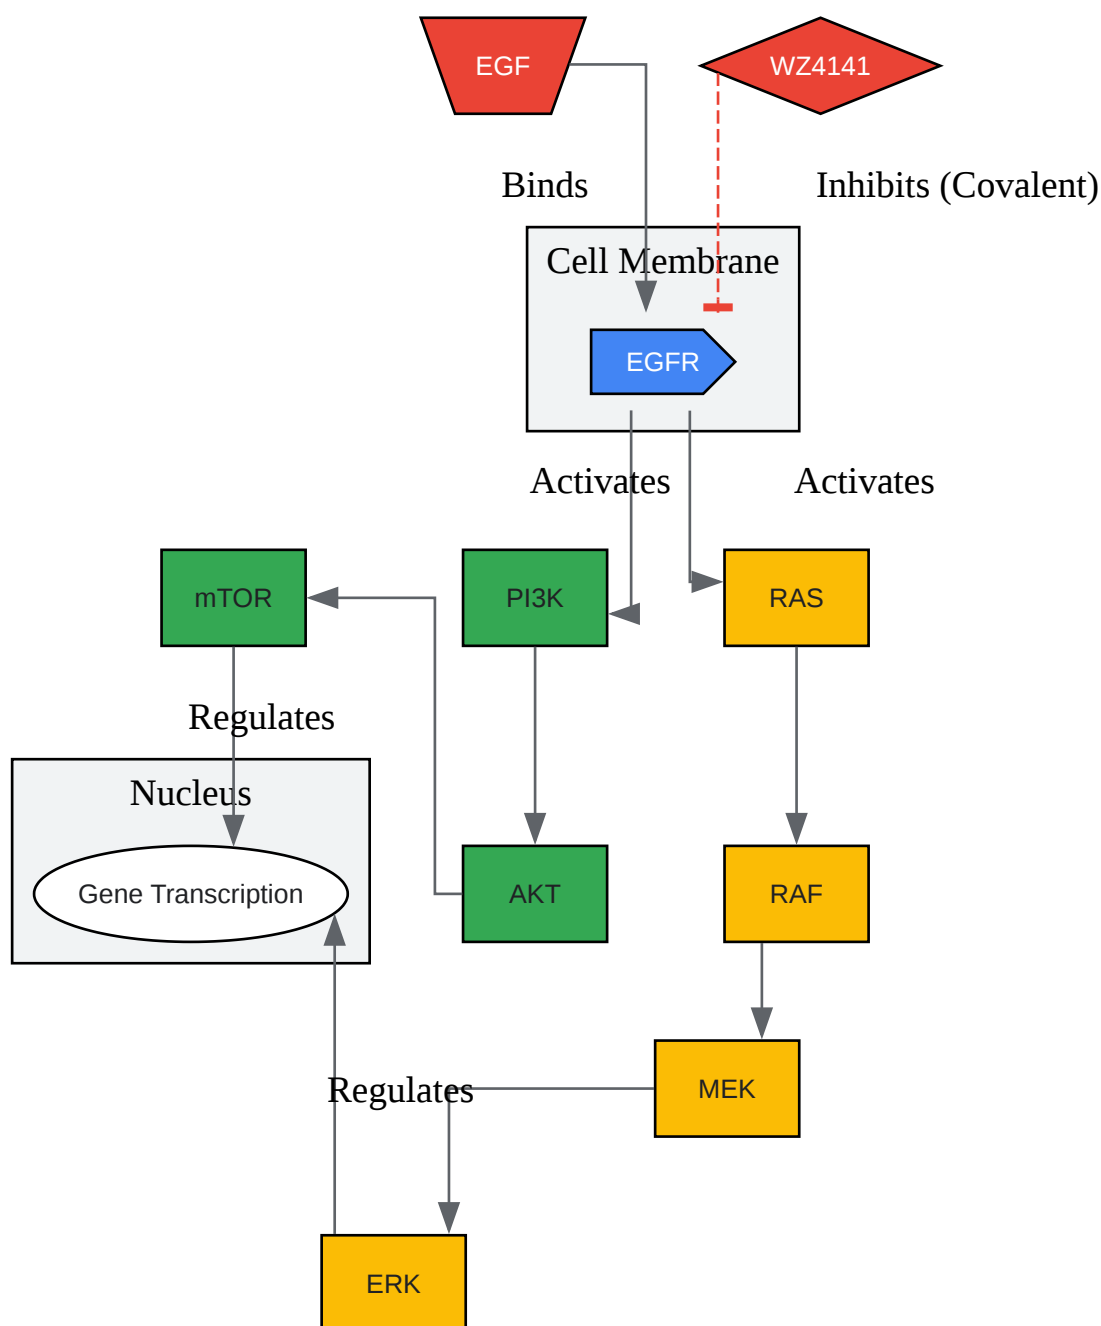 EGF
WZ4141
Binds
Inhibits (Covalent)
Cell Membrane
EGFR
Activates
Activates
mTOR
PI3K
RAS
Regulates
Nucleus
Gene Transcription
AKT
RAF
Regulates
MEK
ERK